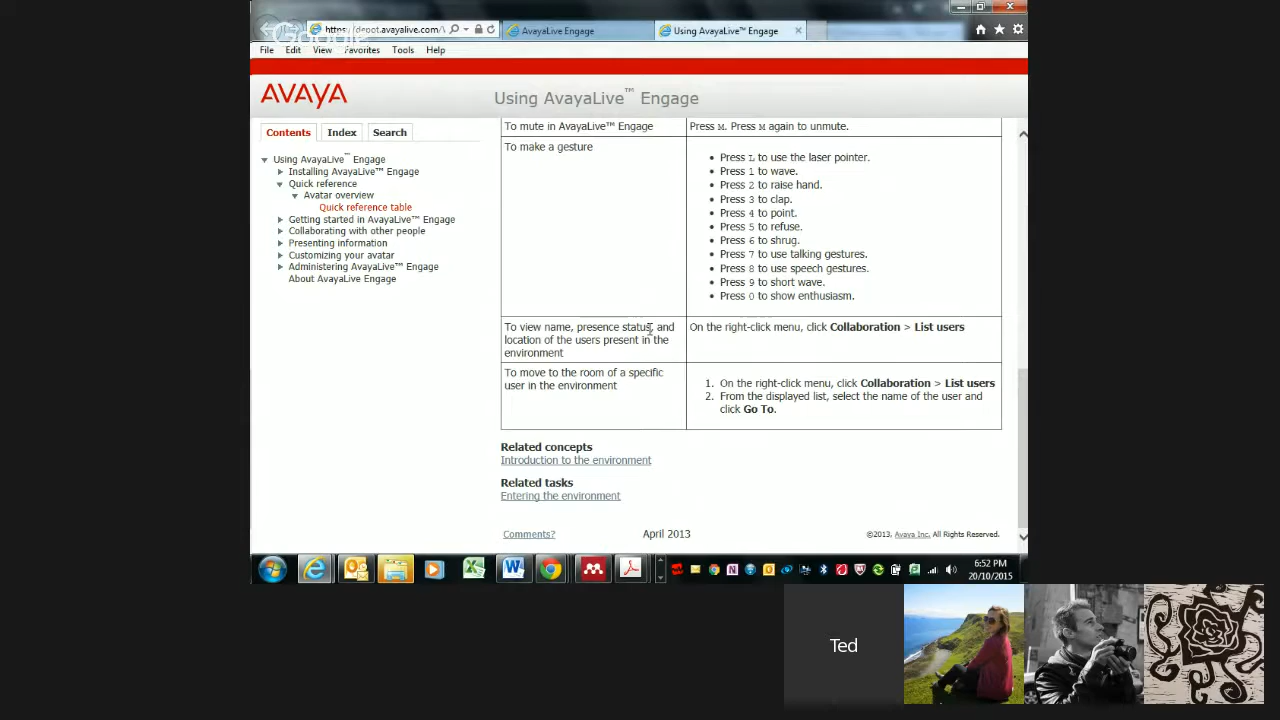 https://depot.avayalive.com/
AvayaLive Engage
Using AvayaLive™ Engage
Google
File Edit View Favorites Tools Help
AVAYA
Using AvayaLive™ Engage
Contents Index Search
Using AvayaLive™ Engage
Installing AvayaLive™ Engage
Quick reference
Avatar overview
Quick reference table
Getting started in AvayaLive™ Engage
Collaborating with other people
Presenting information
Customizing your avatar
Administering AvayaLive™ Engage
About AvayaLive Engage
To mute in AvayaLive™ Engage
Press M. Press M again to unmute.
To make a gesture
• Press L to use the laser pointer.
• Press 1 to wave.
• Press 2 to raise hand.
• Press 3 to clap.
• Press 4 to point.
• Press 5 to refuse.
• Press 6 to shrug.
• Press 7 to use talking gestures.
• Press 8 to use speech gestures.
• Press 9 to short wave.
• Press 0 to show enthusiasm.
To view name, presence status, and
location of the users present in the
environment
On the right-click menu, click Collaboration > List users
To move to the room of a specific
user in the environment
1. On the right-click menu, click Collaboration > List users
2. From the displayed list, select the name of the user and
click Go To.
Related concepts
Introduction to the environment
Related tasks
Entering the environment
Comments?
April 2013
©2013, Avaya Inc. All Rights Reserved.
6:52 PM
20/10/2015
Ted